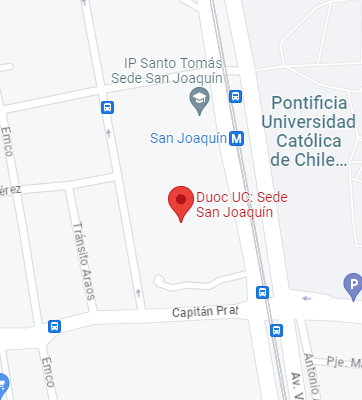 IP Santo Tomás
Sede San Joaquín
Pontificia
Universidad
Católica
de Chile...
San Joaquín M
Emco
érez
Duoc UC: Sede
San Joaquín
Tránsito Araos
P
Capitán Prat
Emco
Antonio
Pje. Ma
Av. V